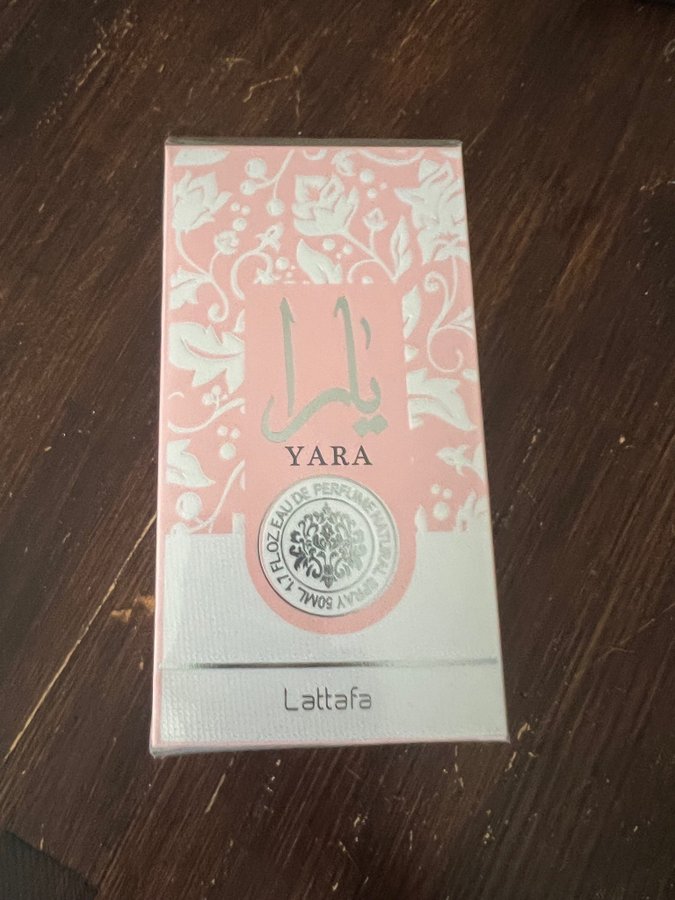 يارا
YARA
EAU DE PERFUME NATURAL SPRAY 50ML 1.7 FL.OZ.
Lattafa